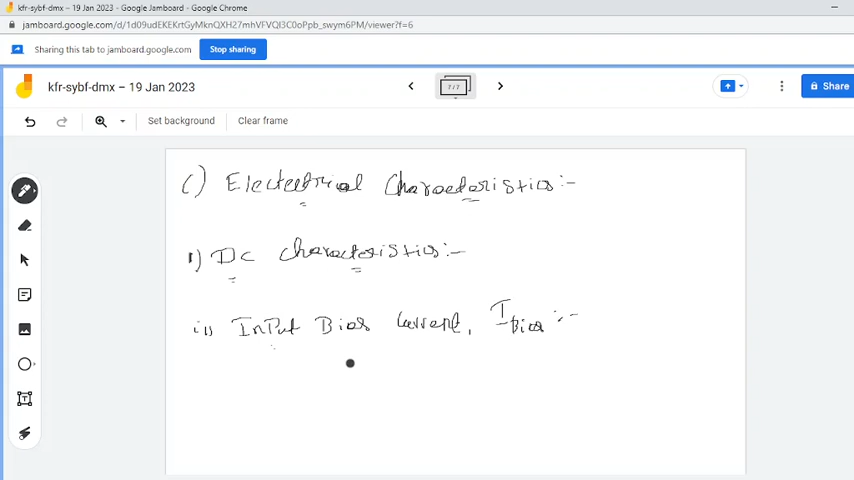 kfr-sybf-dmx – 19 Jan 2023 - Google Jamboard - Google Chrome
jamboard.google.com/d/1d09udEKEKrtGyMknQXH27mhVFVQI3C0oPpb_swym6PM/viewer?f=6
Sharing this tab to jamboard.google.com Stop sharing
kfr-sybf-dmx – 19 Jan 2023 7/7 Share
Set background Clear frame
C) Electrical Characteristics:-
1) DC Characteristics:-
i) Input Bias Current, I Bias :-